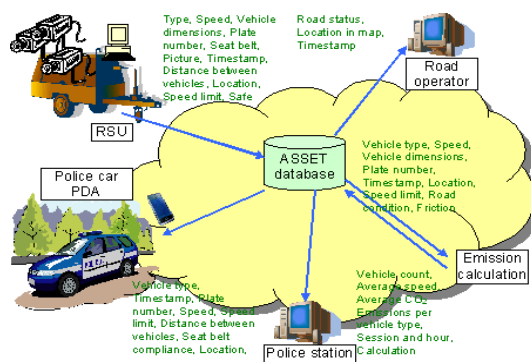 Type, Speed, Vehicle
dimensions, Plate
number, Seat belt,
Picture, Timestamp,
Distance between
vehicles, Location,
Speed limit, Safe
RSU
Road status,
Location in map,
Timestamp
Road
operator
ASSET
database
Vehicle type, Speed,
Vehicle dimensions,
Plate number,
Timestamp, Location,
Speed limit, Road
condition, Friction
Police car
PDA
Emission
calculation
Vehicle type,
Timestamp, Plate
number, Speed, Speed
limit, Distance between
vehicles, Seat belt
compliance, Location,
Vehicle, count,
Average speed,
Average CO2
Emissions per
vehicle type,
Session and hour,
Calculation
Police station